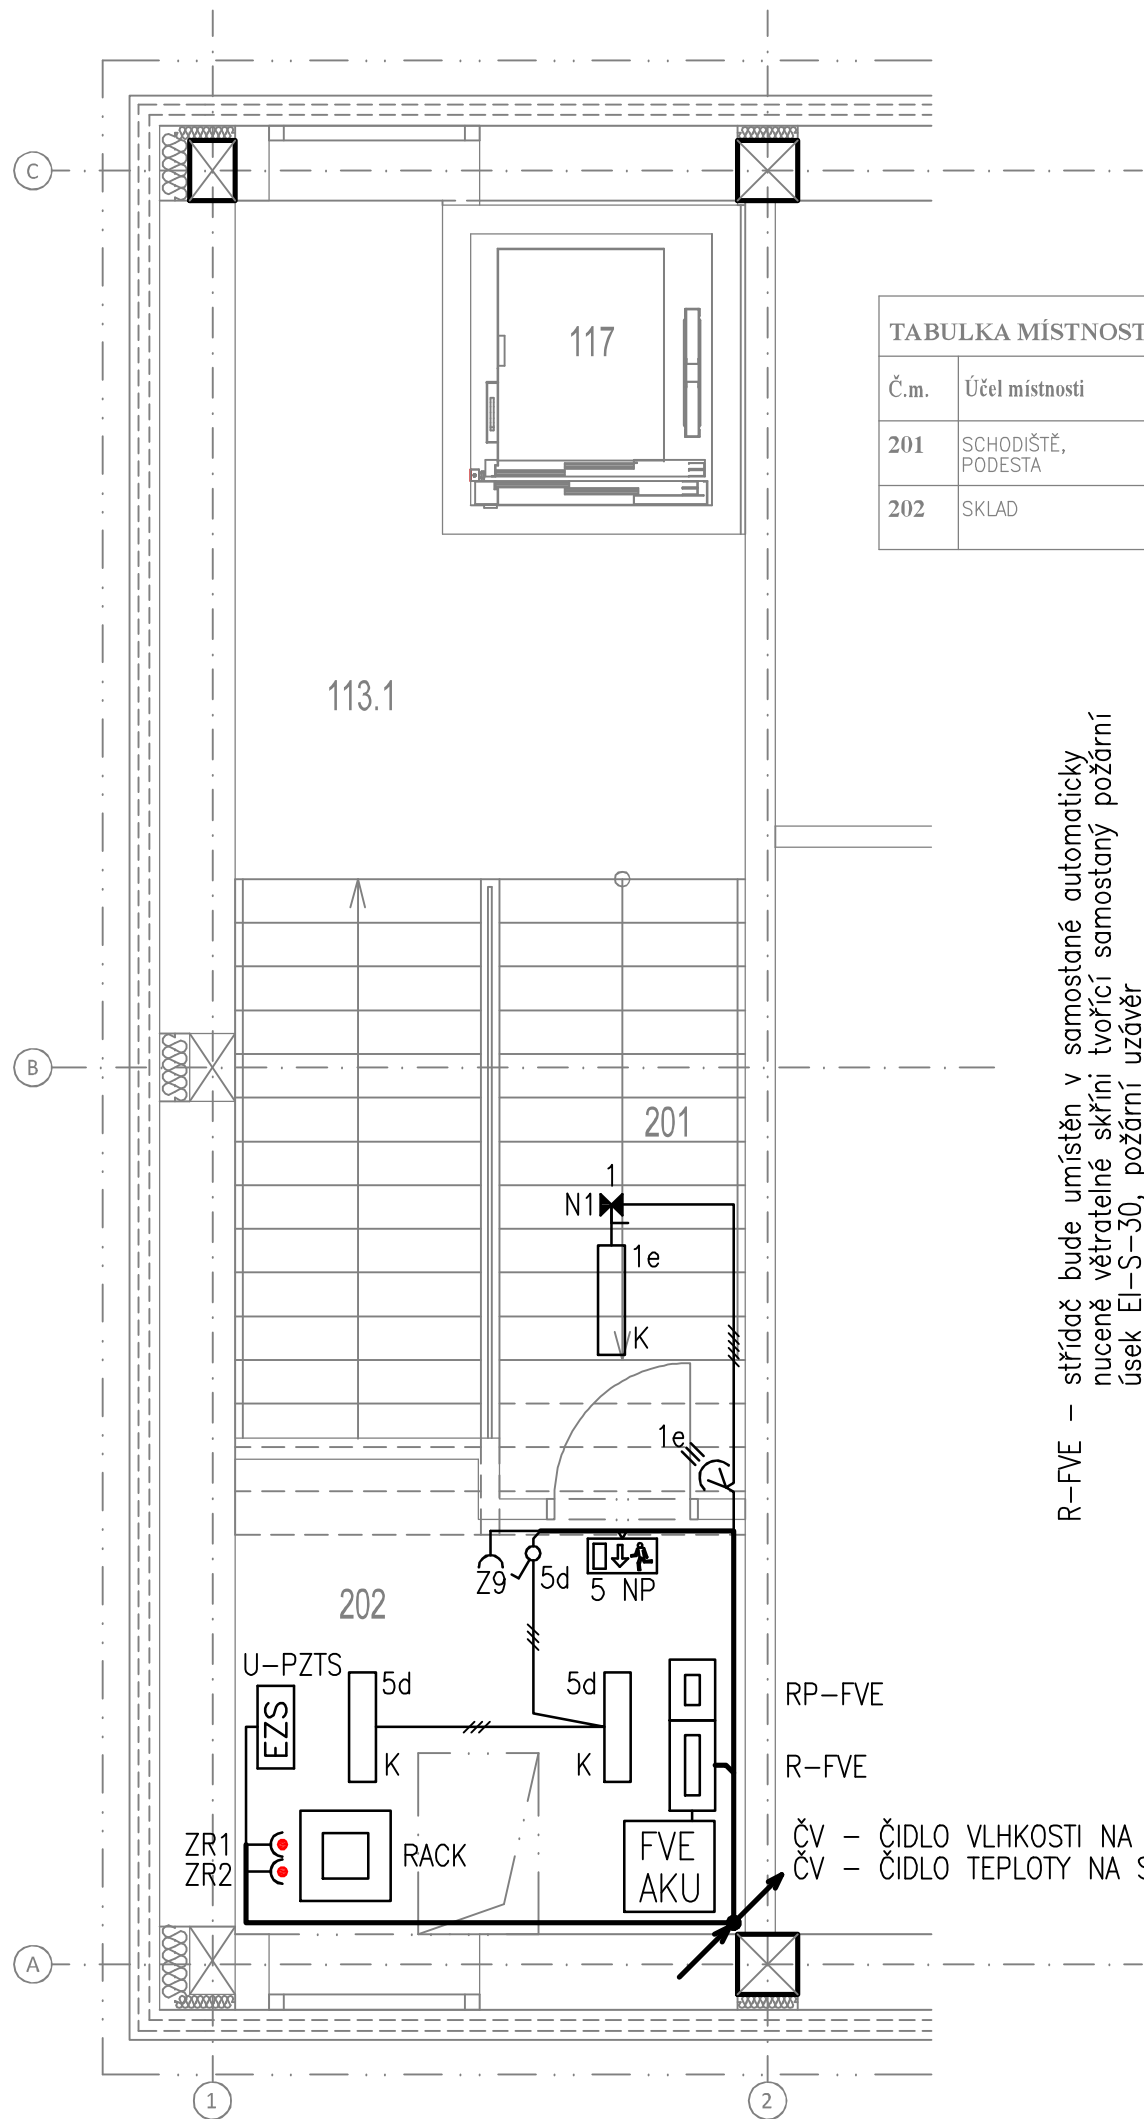 C
117
TABULKA MÍSTNOST
Č.m. Účel místnosti
201 SCHODIŠTĚ,
PODESTA
202 SKLAD
113.1
R-FVE - střídač bude umístěn v samostané automaticky
nuceně větratelné skříni tvořící samostaný požární
úsek EI-S-30, požární uzávěr
B
201
1
N1
1e
K
1e
Z9
5d
5 NP
202
U-PZTS
EZS
5d
K
5d
K
RP-FVE
R-FVE
ZR1
ZR2
RACK
FVE
AKU
ČV - ČIDLO VLHKOSTI NA
ČV - ČIDLO TEPLOTY NA S
A
1
2